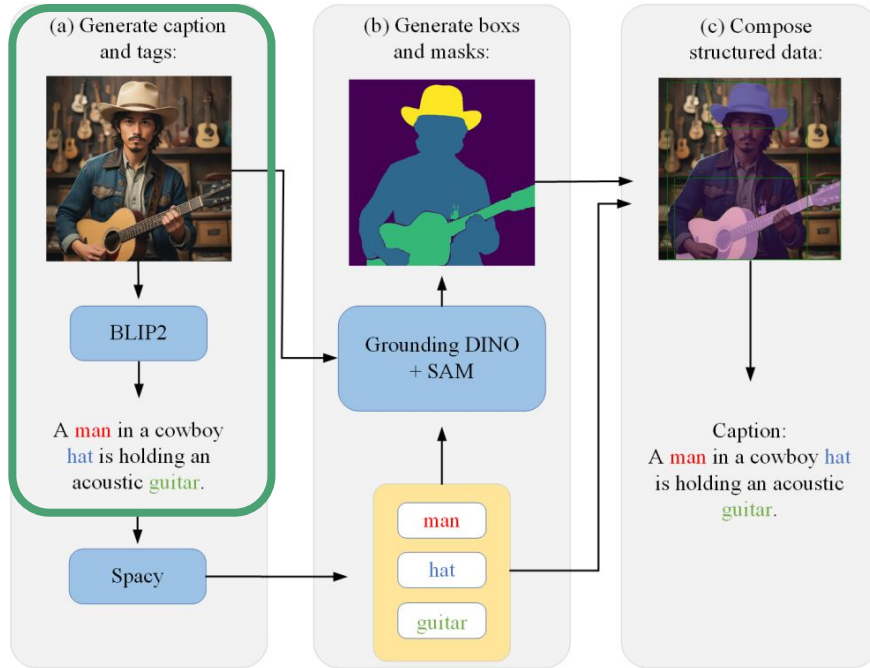 (a) Generate caption
and tags:
BLIP2
A man in a cowboy
hat is holding an
acoustic guitar.
Spacy
(b) Generate boxs
and masks:
Grounding DINO
+ SAM
man
hat
guitar
(c) Compose
structured data:
Caption:
A man in a cowboy hat
is holding an acoustic
guitar.